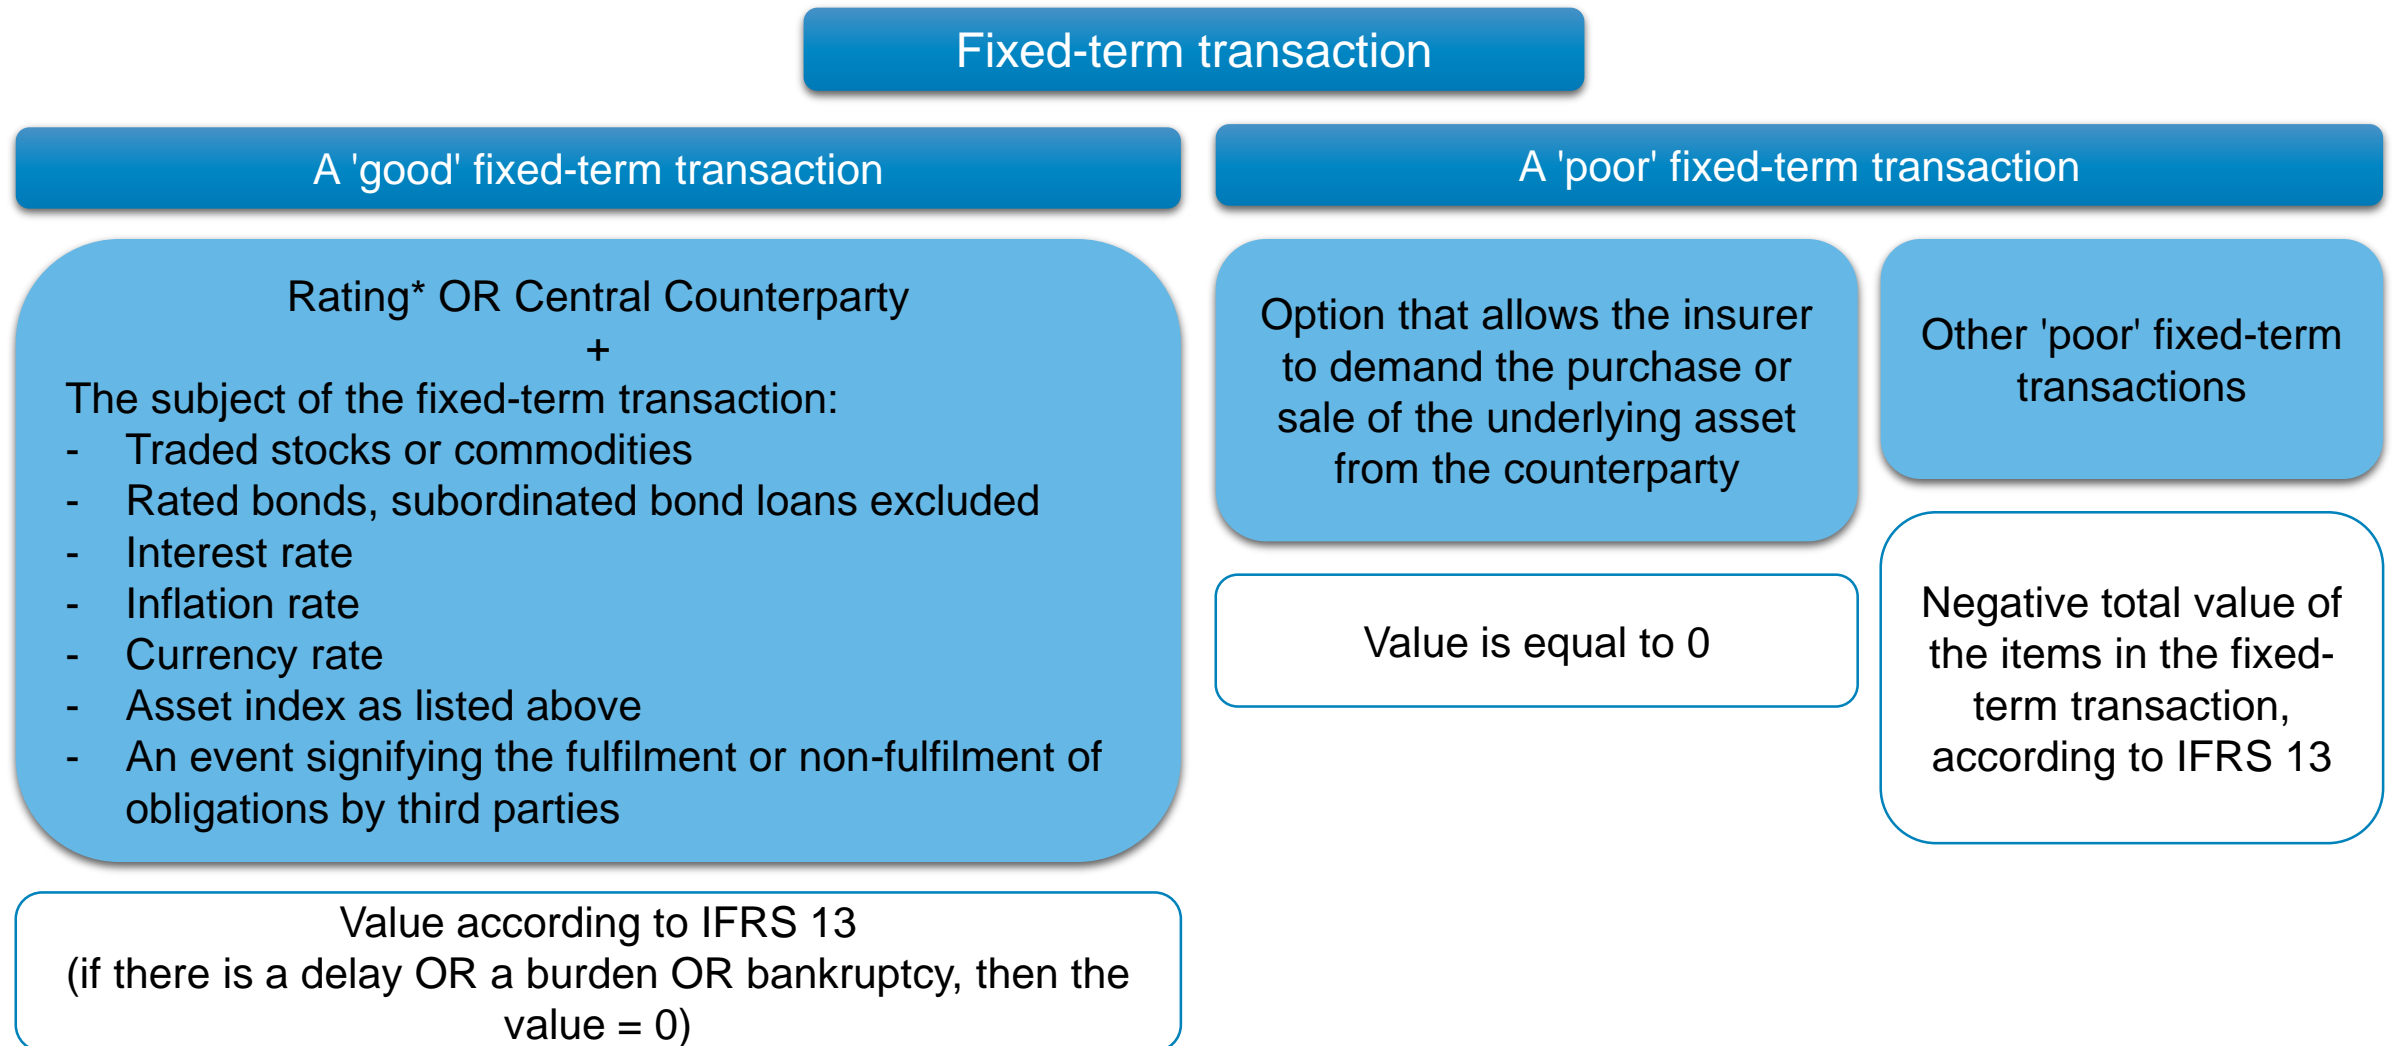 Fixed-term transaction
A 'good' fixed-term transaction
Rating* OR Central Counterparty
+
The subject of the fixed-term transaction:
- Traded stocks or commodities
- Rated bonds, subordinated bond loans excluded
- Interest rate
- Inflation rate
- Currency rate
- Asset index as listed above
- An event signifying the fulfilment or non-fulfilment of
obligations by third parties
Value according to IFRS 13
(if there is a delay OR a burden OR bankruptcy, then the
value = 0)
A 'poor' fixed-term transaction
Option that allows the insurer
to demand the purchase or
sale of the underlying asset
from the counterparty
Value is equal to 0
Other 'poor' fixed-term
transactions
Negative total value of
the items in the fixed-
term transaction,
according to IFRS 13